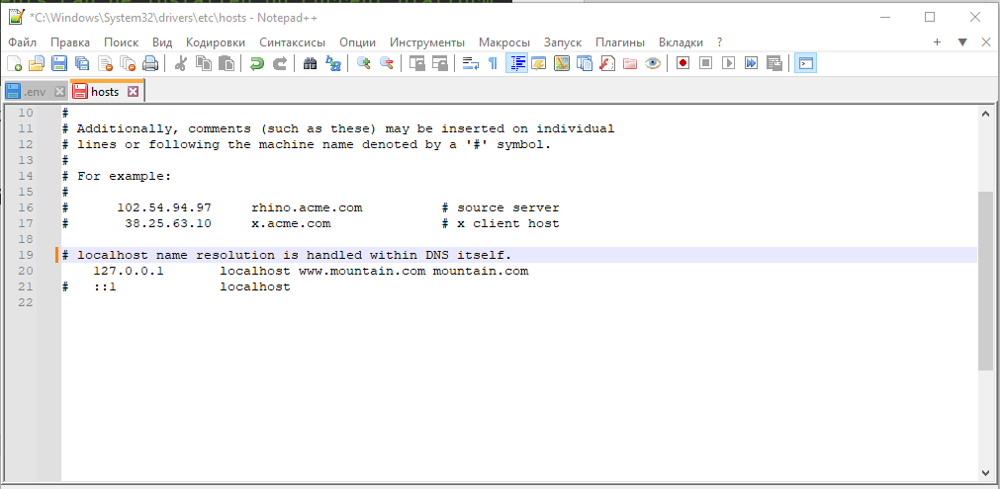 *C:\Windows\System32\drivers\etc\hosts - Notepad++
Файл Правка Поиск Вид Кодировки Синтаксисы Опции Инструменты Макросы Запуск Плагины Вкладки ?
.env hosts
10 #
11 # Additionally, comments (such as these) may be inserted on individual
12 # lines or following the machine name denoted by a '#' symbol.
13 #
14 # For example:
15 #
16 # 102.54.94.97 rhino.acme.com # source server
17 # 38.25.63.10 x.acme.com # x client host
18
19 # localhost name resolution is handled within DNS itself.
20 127.0.0.1 localhost www.mountain.com mountain.com
21 # ::1 localhost
22